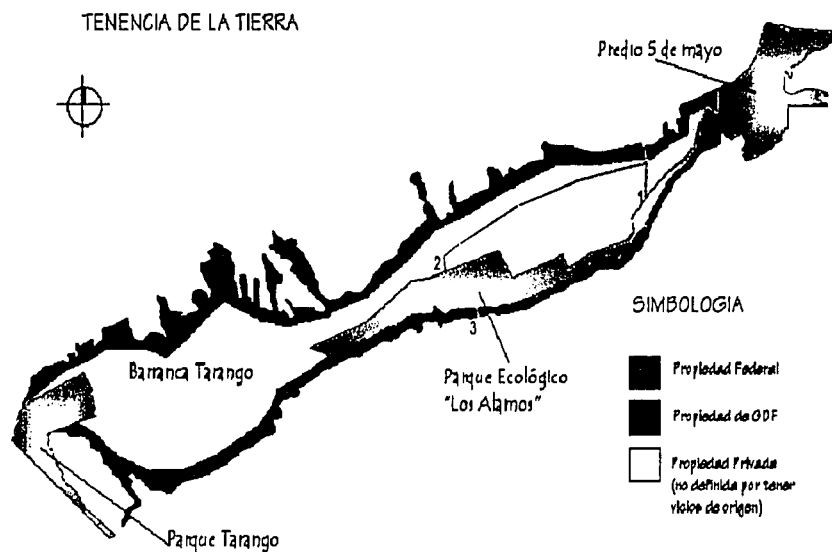 TENENCIA DE LA TIERRA
Predio 5 de mayo
1
2
3
Barranca Tarango
Parque Ecológico
"Los Alamos"
Parque Tarango
SIMBOLOGIA
Propiedad Federal
Propiedad de GDF
Propiedad Privada
(no definida por tener
vicios de origen)